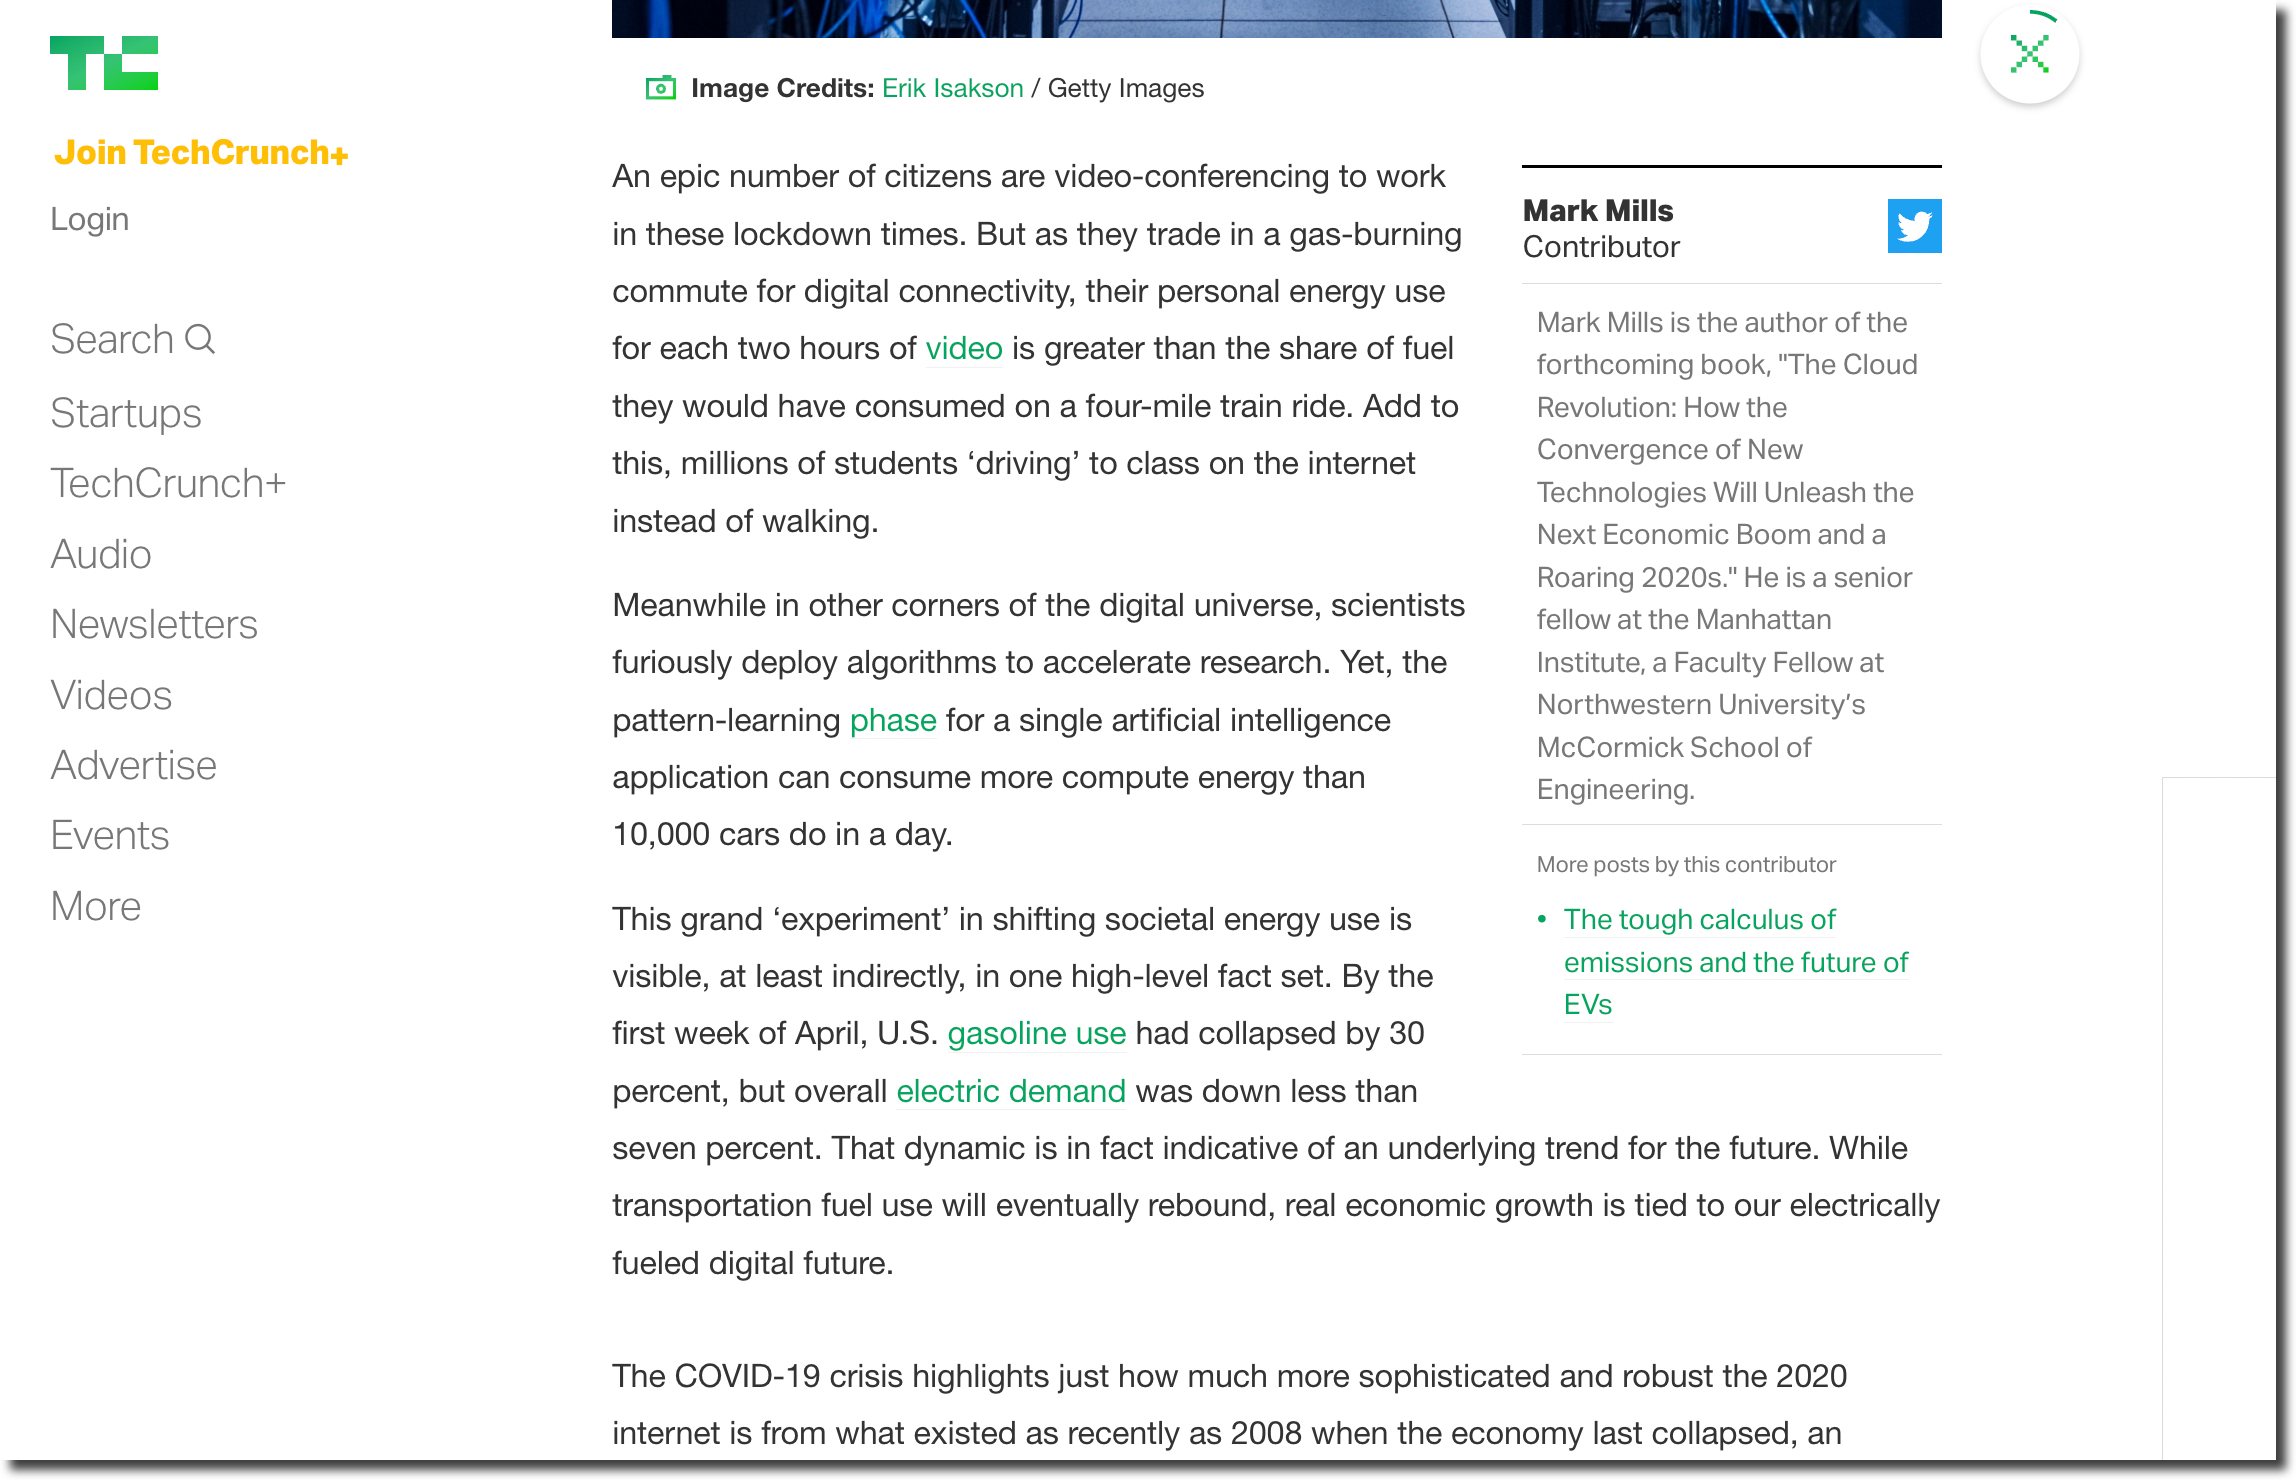 TC
Join TechCrunch+
Login
Search
Startups
TechCrunch+
Audio
Newsletters
Videos
Advertise
Events
More
Image Credits: Erik Isakson / Getty Images
An epic number of citizens are video-conferencing to work
in these lockdown times. But as they trade in a gas-burning
commute for digital connectivity, their personal energy use
for each two hours of video is greater than the share of fuel
they would have consumed on a four-mile train ride. Add to
this, millions of students ‘driving’ to class on the internet
instead of walking.
Meanwhile in other corners of the digital universe, scientists
furiously deploy algorithms to accelerate research. Yet, the
pattern-learning phase for a single artificial intelligence
application can consume more compute energy than
10,000 cars do in a day.
This grand ‘experiment’ in shifting societal energy use is
visible, at least indirectly, in one high-level fact set. By the
first week of April, U.S. gasoline use had collapsed by 30
percent, but overall electric demand was down less than
seven percent. That dynamic is in fact indicative of an underlying trend for the future. While
transportation fuel use will eventually rebound, real economic growth is tied to our electrically
fueled digital future.
The COVID-19 crisis highlights just how much more sophisticated and robust the 2020
internet is from what existed as recently as 2008 when the economy last collapsed, an
Mark Mills
Contributor
Mark Mills is the author of the
forthcoming book, "The Cloud
Revolution: How the
Convergence of New
Technologies Will Unleash the
Next Economic Boom and a
Roaring 2020s." He is a senior
fellow at the Manhattan
Institute, a Faculty Fellow at
Northwestern University’s
McCormick School of
Engineering.
More posts by this contributor
• The tough calculus of
emissions and the future of
EVs